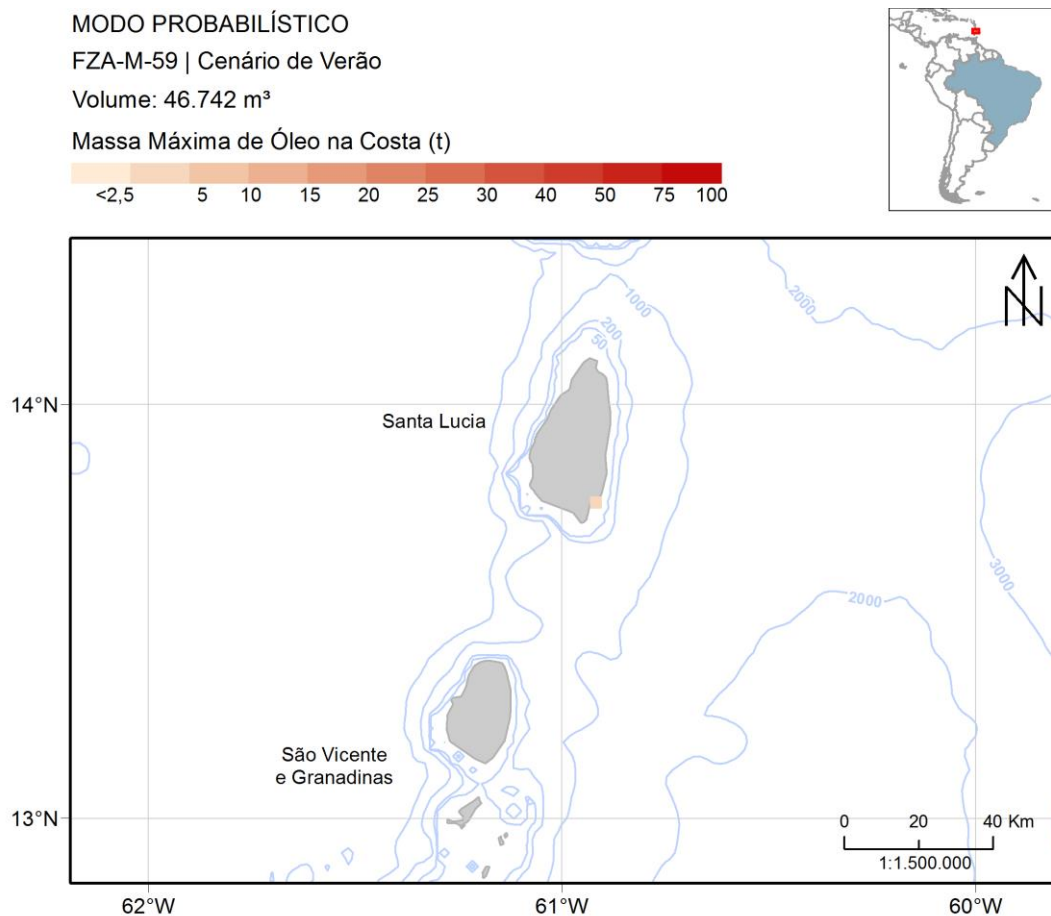 MODO PROBABILÍSTICO
FZA-M-59 | Cenário de Verão
Volume: 46.742 m³
Massa Máxima de Óleo na Costa (t)
<2,5 5 10 15 20 25 30 40 50 75 100
N
2000
1000
200
50
14°N
Santa Lucia
3000
2000
São Vicente
e Granadinas
13°N
0 20 40 Km
1:1.500.000
62°W 61°W 60°W